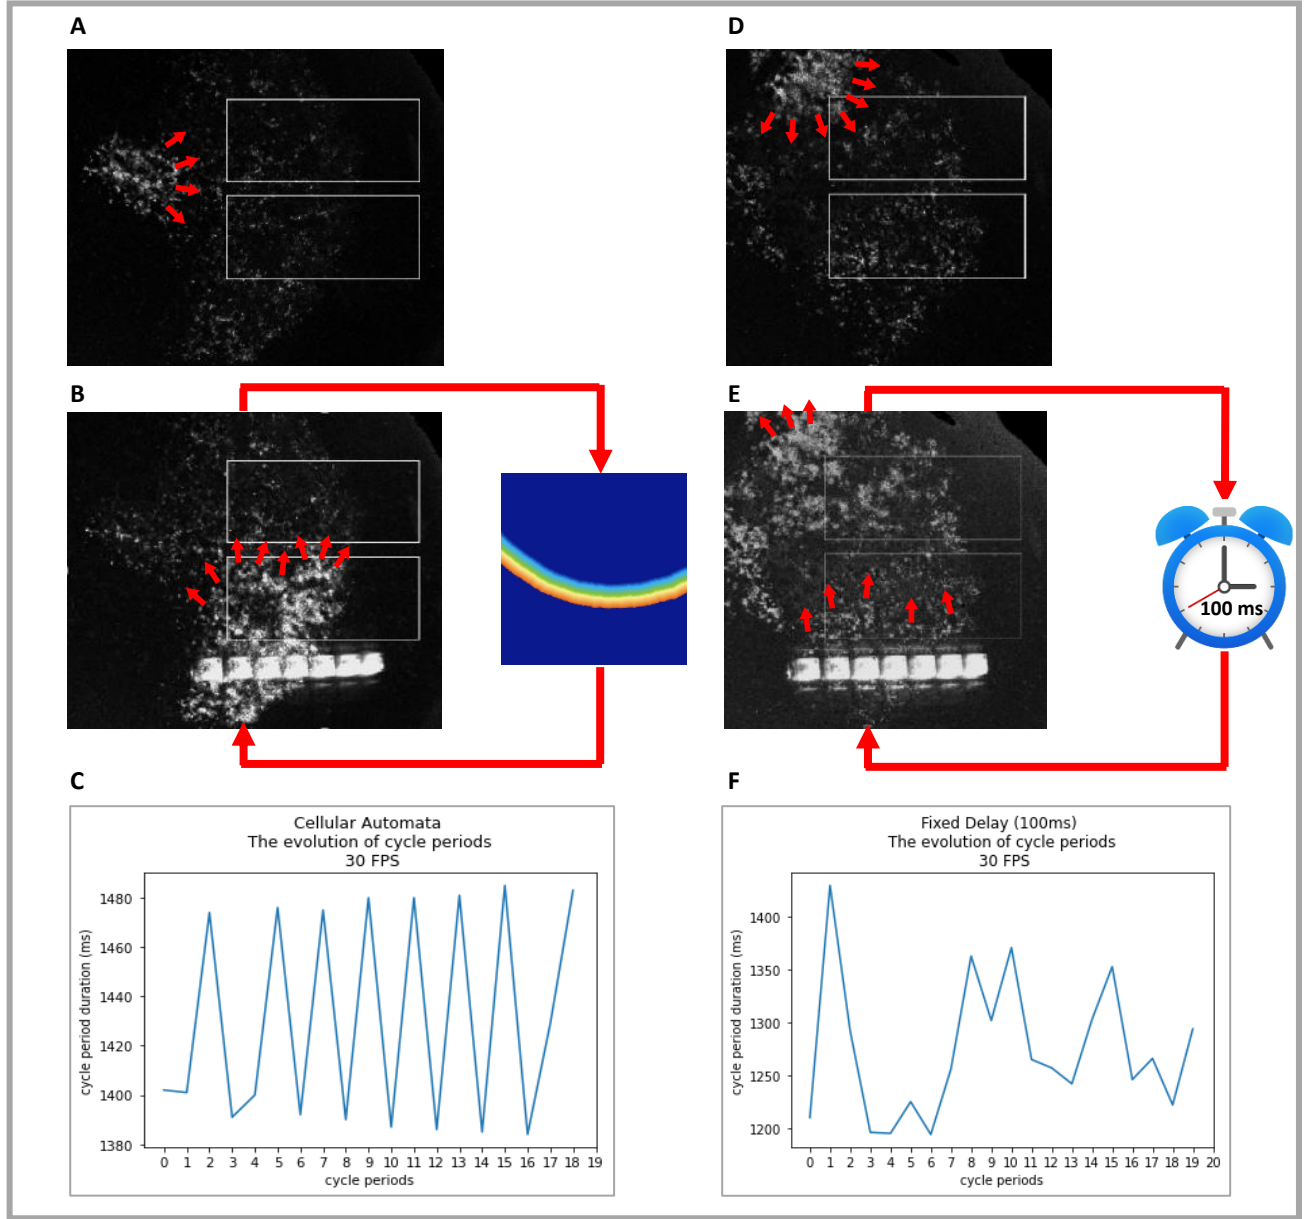 A
D
B
E
100 ms
C
F
Cellular Automata
The evolution of cycle periods
30 FPS
cycle period duration (ms)
1480
1460
1440
1420
1400
1380
0 1 2 3 4 5 6 7 8 9 10 11 12 13 14 15 16 17 18 19
cycle periods
Fixed Delay (100ms)
The evolution of cycle periods
30 FPS
cycle period duration (ms)
1400
1350
1300
1250
1200
0 1 2 3 4 5 6 7 8 9 10 11 12 13 14 15 16 17 18 19 20
cycle periods